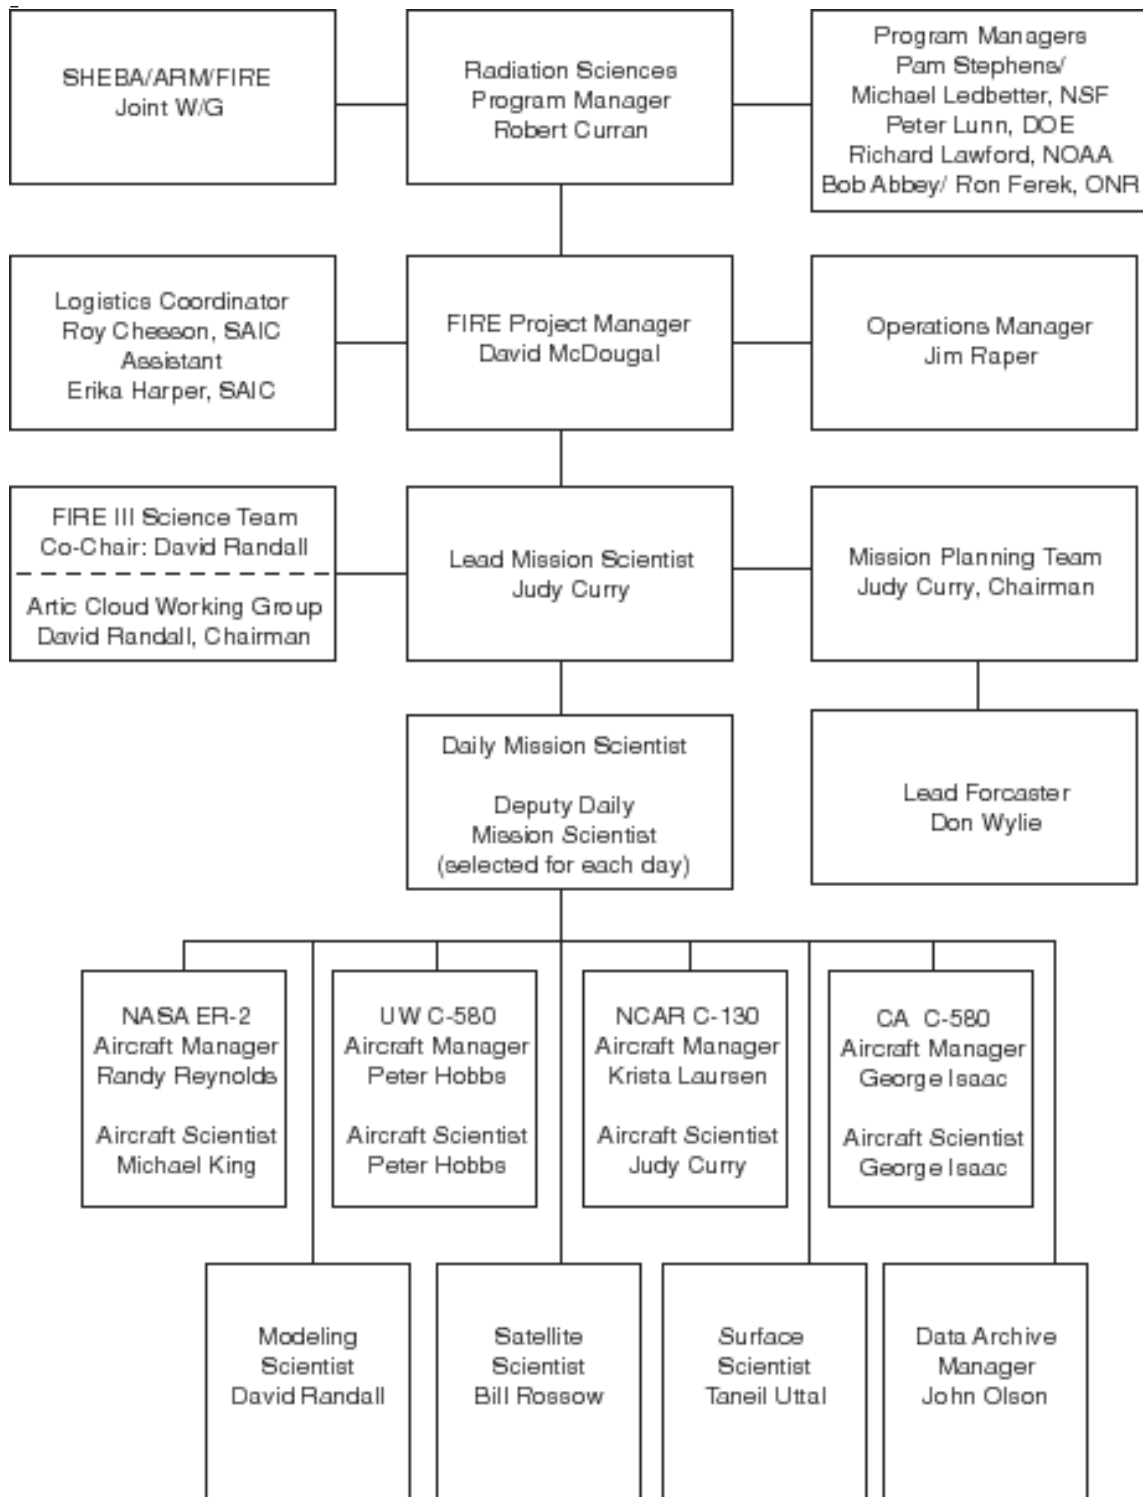 SHEBA/ARM/FIRE
Joint W/G
Radiation Sciences
Program Manager
Robert Curran
Program Managers
Pam Stephens/
Michael Ledbetter, NSF
Peter Lunn, DOE
Richard Lawford, NOAA
Bob Abbey/ Ron Ferek, ONR
Logistics Coordinator
Roy Chesson, SAIC
Assistant
Erika Harper, SAIC
FIRE Project Manager
David McDougal
Operations Manager
Jim Raper
FIRE III Science Team
Co-Chair: David Randall
Artic Cloud Working Group
David Randall, Chairman
Lead Mission Scientist
Judy Curry
Mission Planning Team
Judy Curry, Chairman
Daily Mission Scientist
Deputy Daily
Mission Scientist
(selected for each day)
Lead Forcaster
Don Wylie
NASA ER-2
Aircraft Manager
Randy Reynolds
Aircraft Scientist
Michael King
UW C-580
Aircraft Manager
Peter Hobbs
Aircraft Scientist
Peter Hobbs
NCAR C-130
Aircraft Manager
Krista Laursen
Aircraft Scientist
Judy Curry
CA C-580
Aircraft Manager
George Isaac
Aircraft Scientist
George Isaac
Modeling
Scientist
David Randall
Satellite
Scientist
Bill Rossow
Surface
Scientist
Taneil Uttal
Data Archive
Manager
John Olson